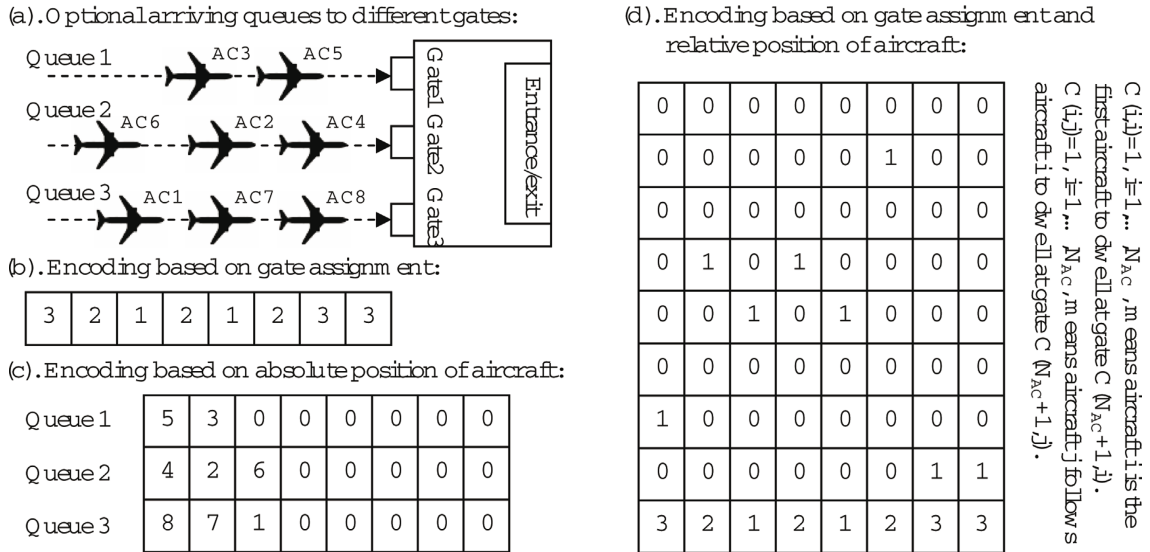 (a). Optional arriving queues to different gates:
Queue 1
AC3 AC5
Queue 2
AC6 AC2 AC4
Queue 3
AC1 AC7 AC8
Gate1 Gate2 Gate3
Entrance/exit
(b). Encoding based on gate assignment:
3 2 1 2 1 2 3 3
(c). Encoding based on absolute position of aircraft:
Queue 1 5 3 0 0 0 0 0 0
Queue 2 4 2 6 0 0 0 0 0
Queue 3 8 7 1 0 0 0 0 0
(d). Encoding based on gate assignment and
relative position of aircraft:
0 0 0 0 0 0 0 0
0 0 0 0 0 1 0 0
0 0 0 0 0 0 0 0
0 1 0 1 0 0 0 0
0 0 1 0 1 0 0 0
0 0 0 0 0 0 0 0
1 0 0 0 0 0 0 0
0 0 0 0 0 0 1 1
3 2 1 2 1 2 3 3
C(i,i)=1, i=1,… N_AC, means aircraft i is the
first aircraft to dwell at gate C(N_AC+1,i).
C(i,j)=1, i=1,… N_AC, means aircraft j follows
aircraft i to dwell at gate C(N_AC+1,j).